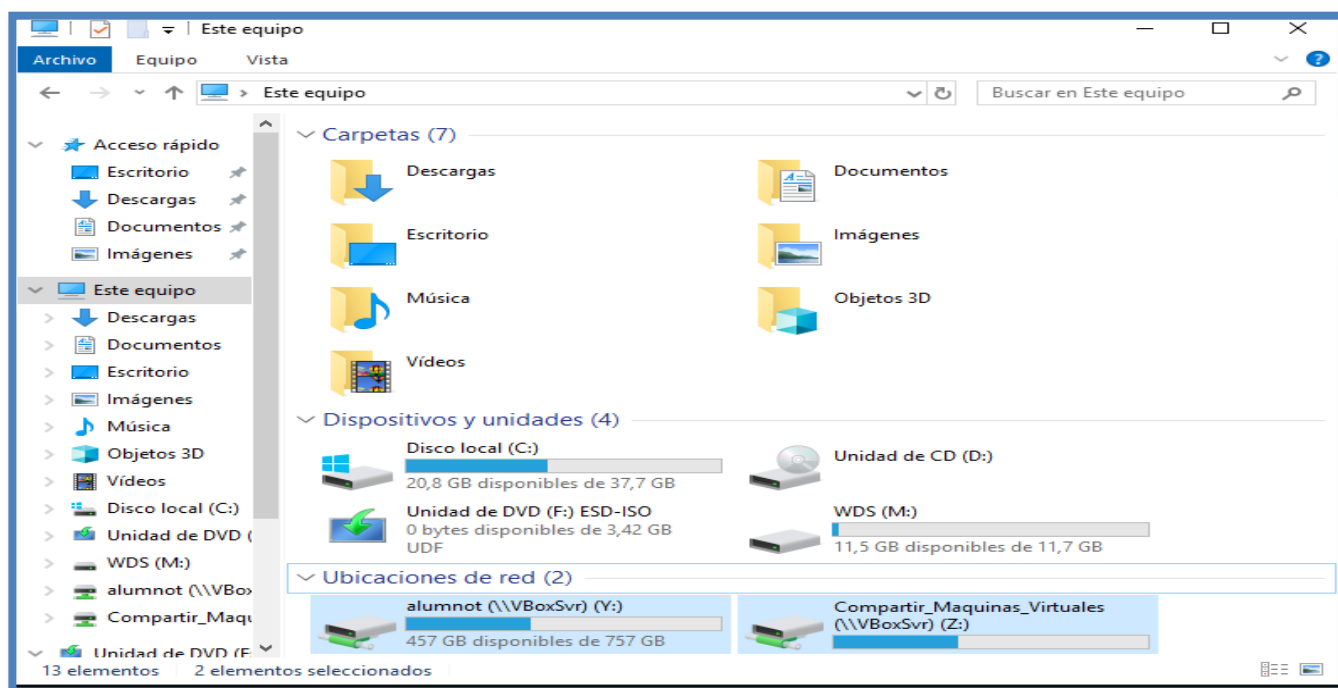 Este equipo
Archivo Equipo Vista
Este equipo
Buscar en Este equipo
Acceso rápido
Escritorio
Descargas
Documentos
Imágenes
Este equipo
Descargas
Documentos
Escritorio
Imágenes
Música
Objetos 3D
Vídeos
Disco local (C:)
Unidad de DVD (
WDS (M:)
alumnot (\\VBox
Compartir_Maqu
Unidad de DVD (F:
Carpetas (7)
Descargas
Documentos
Escritorio
Imágenes
Música
Objetos 3D
Vídeos
Dispositivos y unidades (4)
Disco local (C:)
20,8 GB disponibles de 37,7 GB
Unidad de CD (D:)
Unidad de DVD (F:) ESD-ISO
0 bytes disponibles de 3,42 GB
UDF
WDS (M:)
11,5 GB disponibles de 11,7 GB
Ubicaciones de red (2)
alumnot (\\VBoxSvr) (Y:)
457 GB disponibles de 757 GB
Compartir_Maquinas_Virtuales
(\\VBoxSvr) (Z:)
13 elementos 2 elementos seleccionados